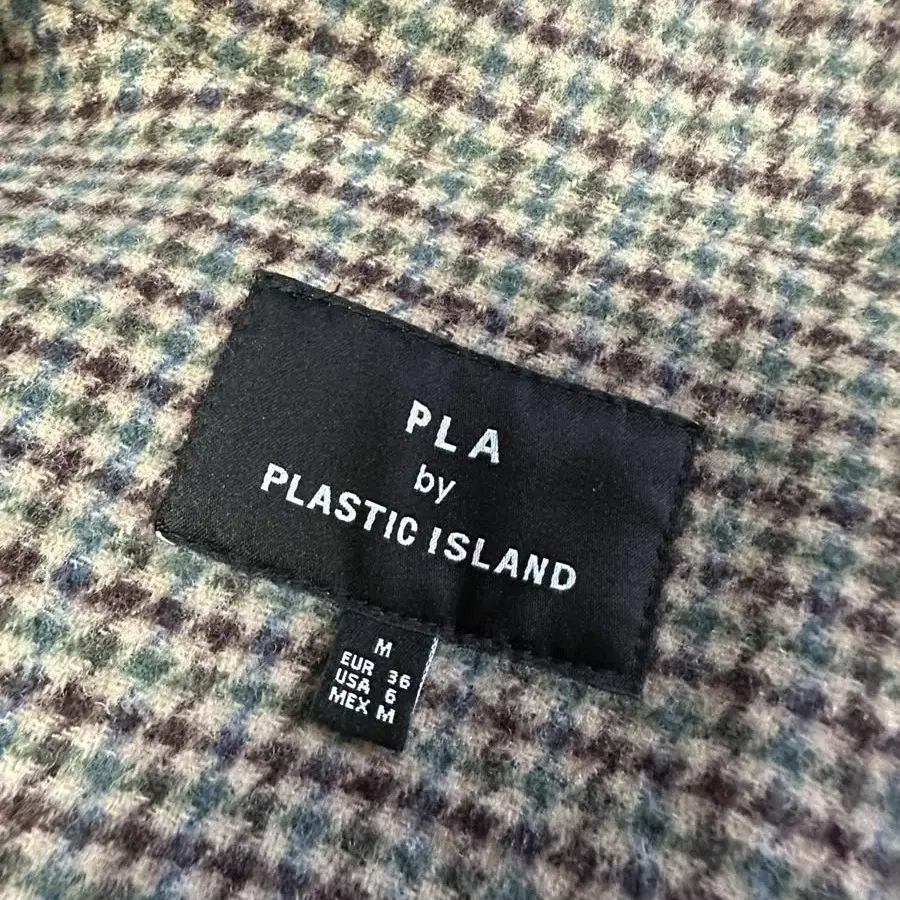 PLA
by
PLASTIC ISLAND
M
EUR 36
USA 6
MEX M